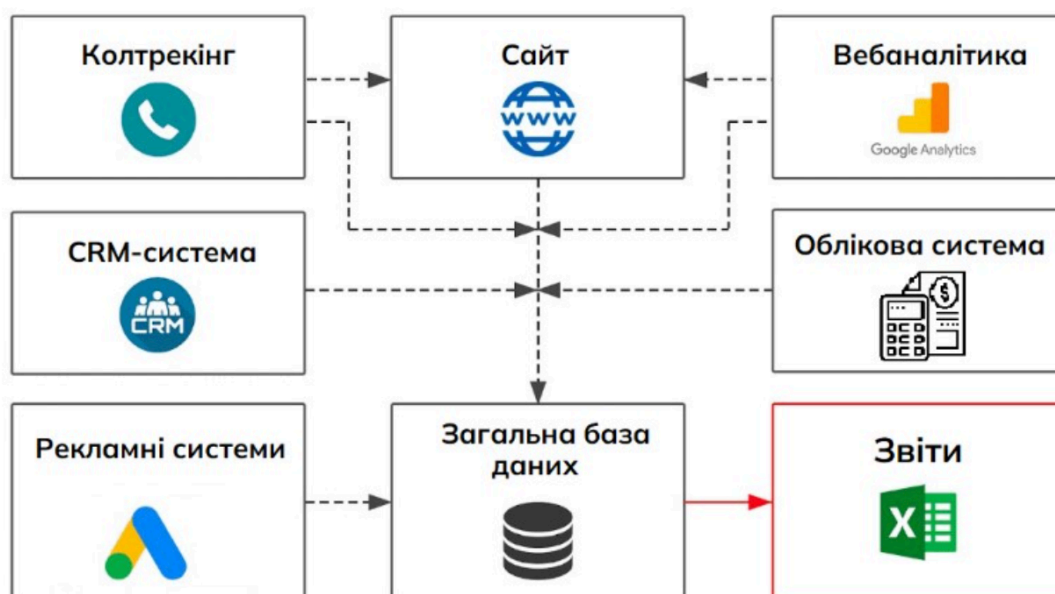 Колтрекінг
Сайт
www
Вебаналітика
Google Analytics
CRM-система
CRM
Облікова система
$
Рекламні системи
Загальна база
даних
Звіти
X